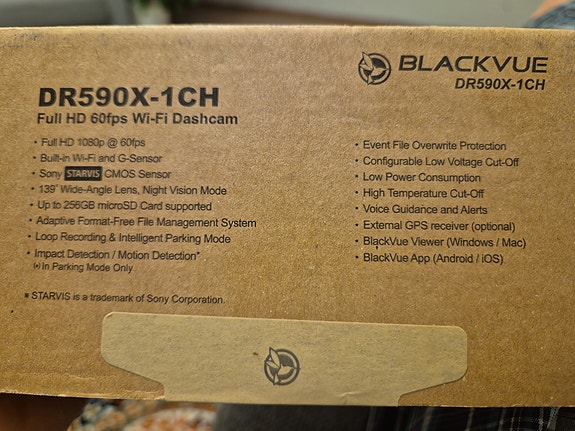 BLACKVUE
DR590X-1CH
DR590X-1CH
Full HD 60fps Wi-Fi Dashcam
• Full HD 1080p @ 60fps
• Built-in Wi-Fi and G-Sensor
• Sony STARVIS CMOS Sensor
• 139˚ Wide-Angle Lens, Night Vision Mode
• Up to 256GB microSD Card supported
• Adaptive Format-Free File Management System
• Loop Recording & Intelligent Parking Mode
• Impact Detection / Motion Detection*
(•) In Parking Mode Only
• Event File Overwrite Protection
• Configurable Low Voltage Cut-Off
• Low Power Consumption
• High Temperature Cut-Off
• Voice Guidance and Alerts
• External GPS receiver (optional)
• BlackVue Viewer (Windows / Mac)
• BlackVue App (Android / iOS)
※ STARVIS is a trademark of Sony Corporation.